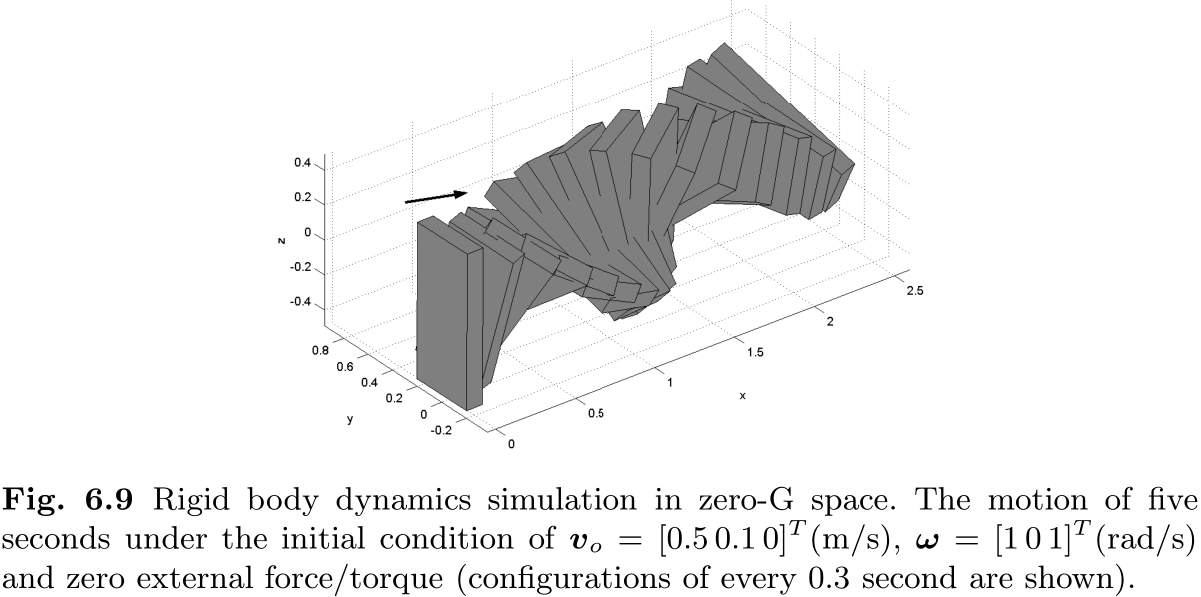 0.4
0.2
0
-0.2
-0.4
z
0.8
0.6
0.4
0.2
0
-0.2
y
0
0.5
1
1.5
2
2.5
x
Fig. 6.9 Rigid body dynamics simulation in zero-G space. The motion of five
seconds under the initial condition of vₒ = [0.5 0.1 0]ᵀ(m/s), ω = [1 0 1]ᵀ(rad/s)
and zero external force/torque (configurations of every 0.3 second are shown).